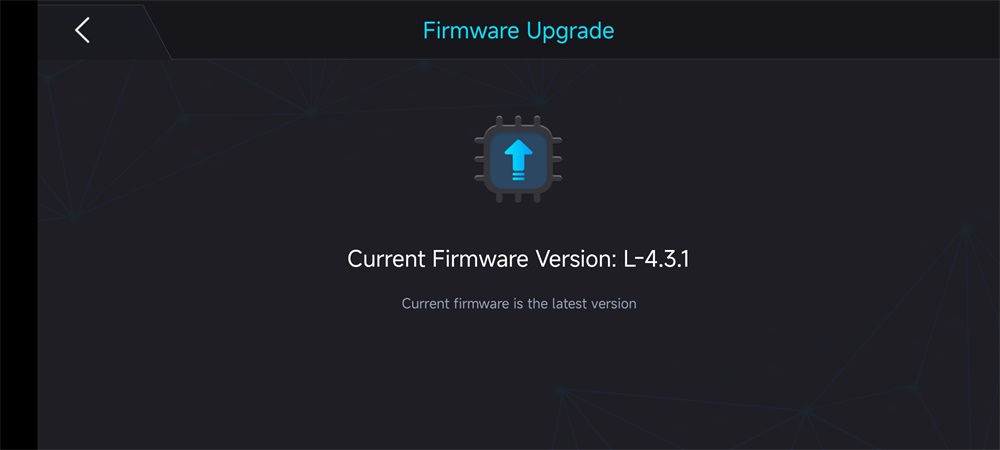 Firmware Upgrade
Current Firmware Version: L-4.3.1
Current firmware is the latest version